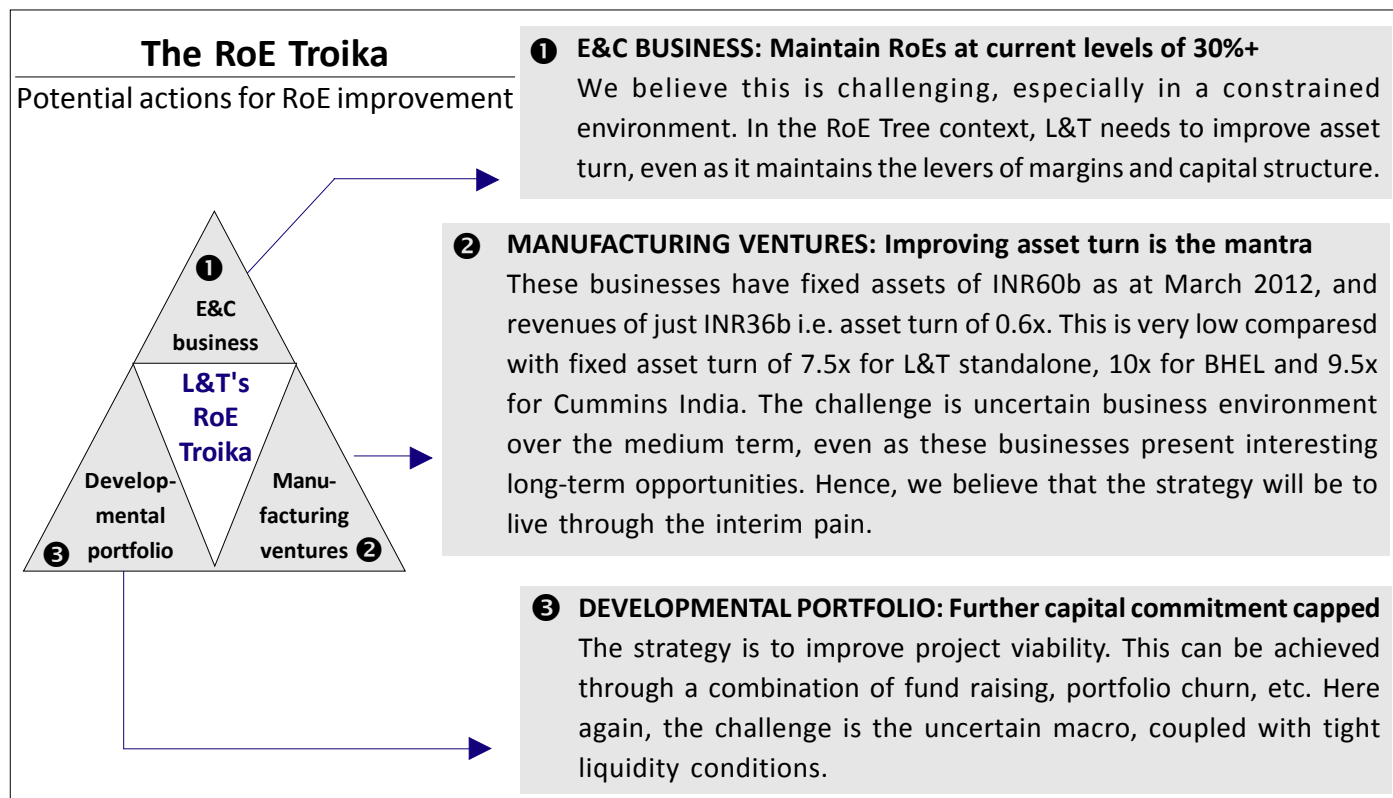 The RoE Troika
Potential actions for RoE improvement
❶
E&C
business
L&T's
RoE
Troika
Develop-
mental
❸ portfolio
Manu-
facturing
ventures ❷
❶ E&C BUSINESS: Maintain RoEs at current levels of 30%+
We believe this is challenging, especially in a constrained
environment. In the RoE Tree context, L&T needs to improve asset
turn, even as it maintains the levers of margins and capital structure.
❷ MANUFACTURING VENTURES: Improving asset turn is the mantra
These businesses have fixed assets of INR60b as at March 2012, and
revenues of just INR36b i.e. asset turn of 0.6x. This is very low comparesd
with fixed asset turn of 7.5x for L&T standalone, 10x for BHEL and 9.5x
for Cummins India. The challenge is uncertain business environment
over the medium term, even as these businesses present interesting
long-term opportunities. Hence, we believe that the strategy will be to
live through the interim pain.
❸ DEVELOPMENTAL PORTFOLIO: Further capital commitment capped
The strategy is to improve project viability. This can be achieved
through a combination of fund raising, portfolio churn, etc. Here
again, the challenge is the uncertain macro, coupled with tight
liquidity conditions.